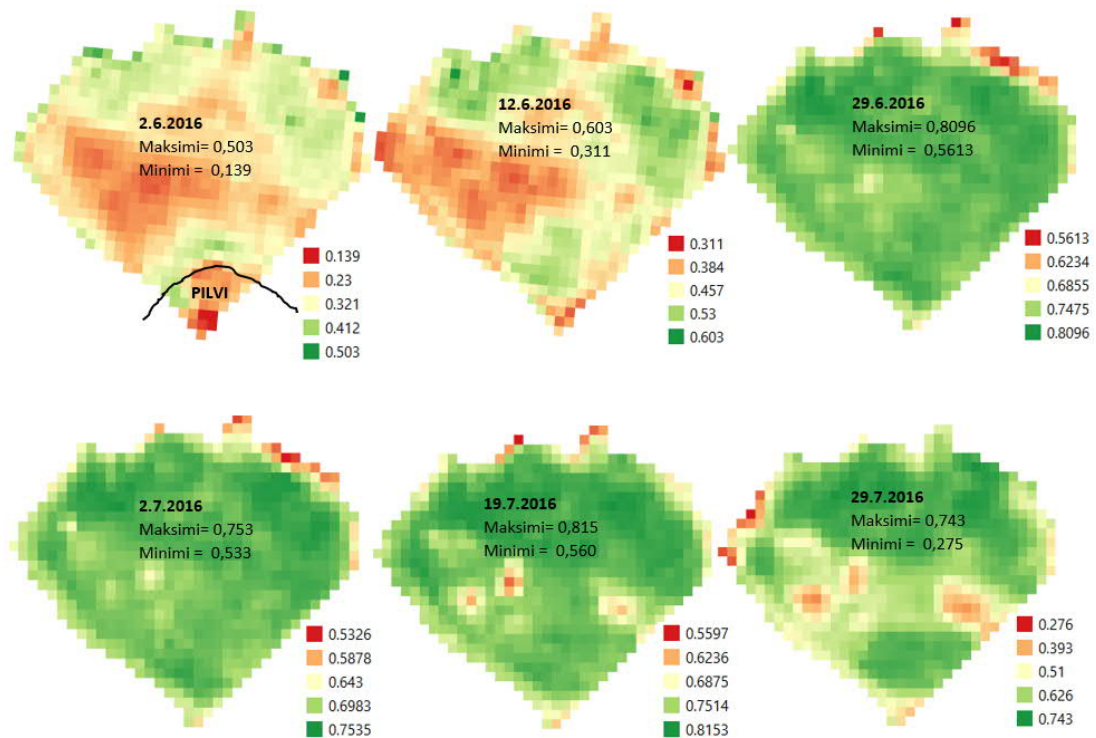 2.6.2016
Maksimi= 0,503
Minimi = 0,139
PILVI
0.139
0.23
0.321
0.412
0.503
12.6.2016
Maksimi= 0,603
Minimi = 0,311
0.311
0.384
0.457
0.53
0.603
29.6.2016
Maksimi= 0,8096
Minimi = 0,5613
0.5613
0.6234
0.6855
0.7475
0.8096
2.7.2016
Maksimi= 0,753
Minimi = 0,533
0.5326
0.5878
0.643
0.6983
0.7535
19.7.2016
Maksimi= 0,815
Minimi = 0,560
0.5597
0.6236
0.6875
0.7514
0.8153
29.7.2016
Maksimi= 0,743
Minimi = 0,275
0.276
0.393
0.51
0.626
0.743